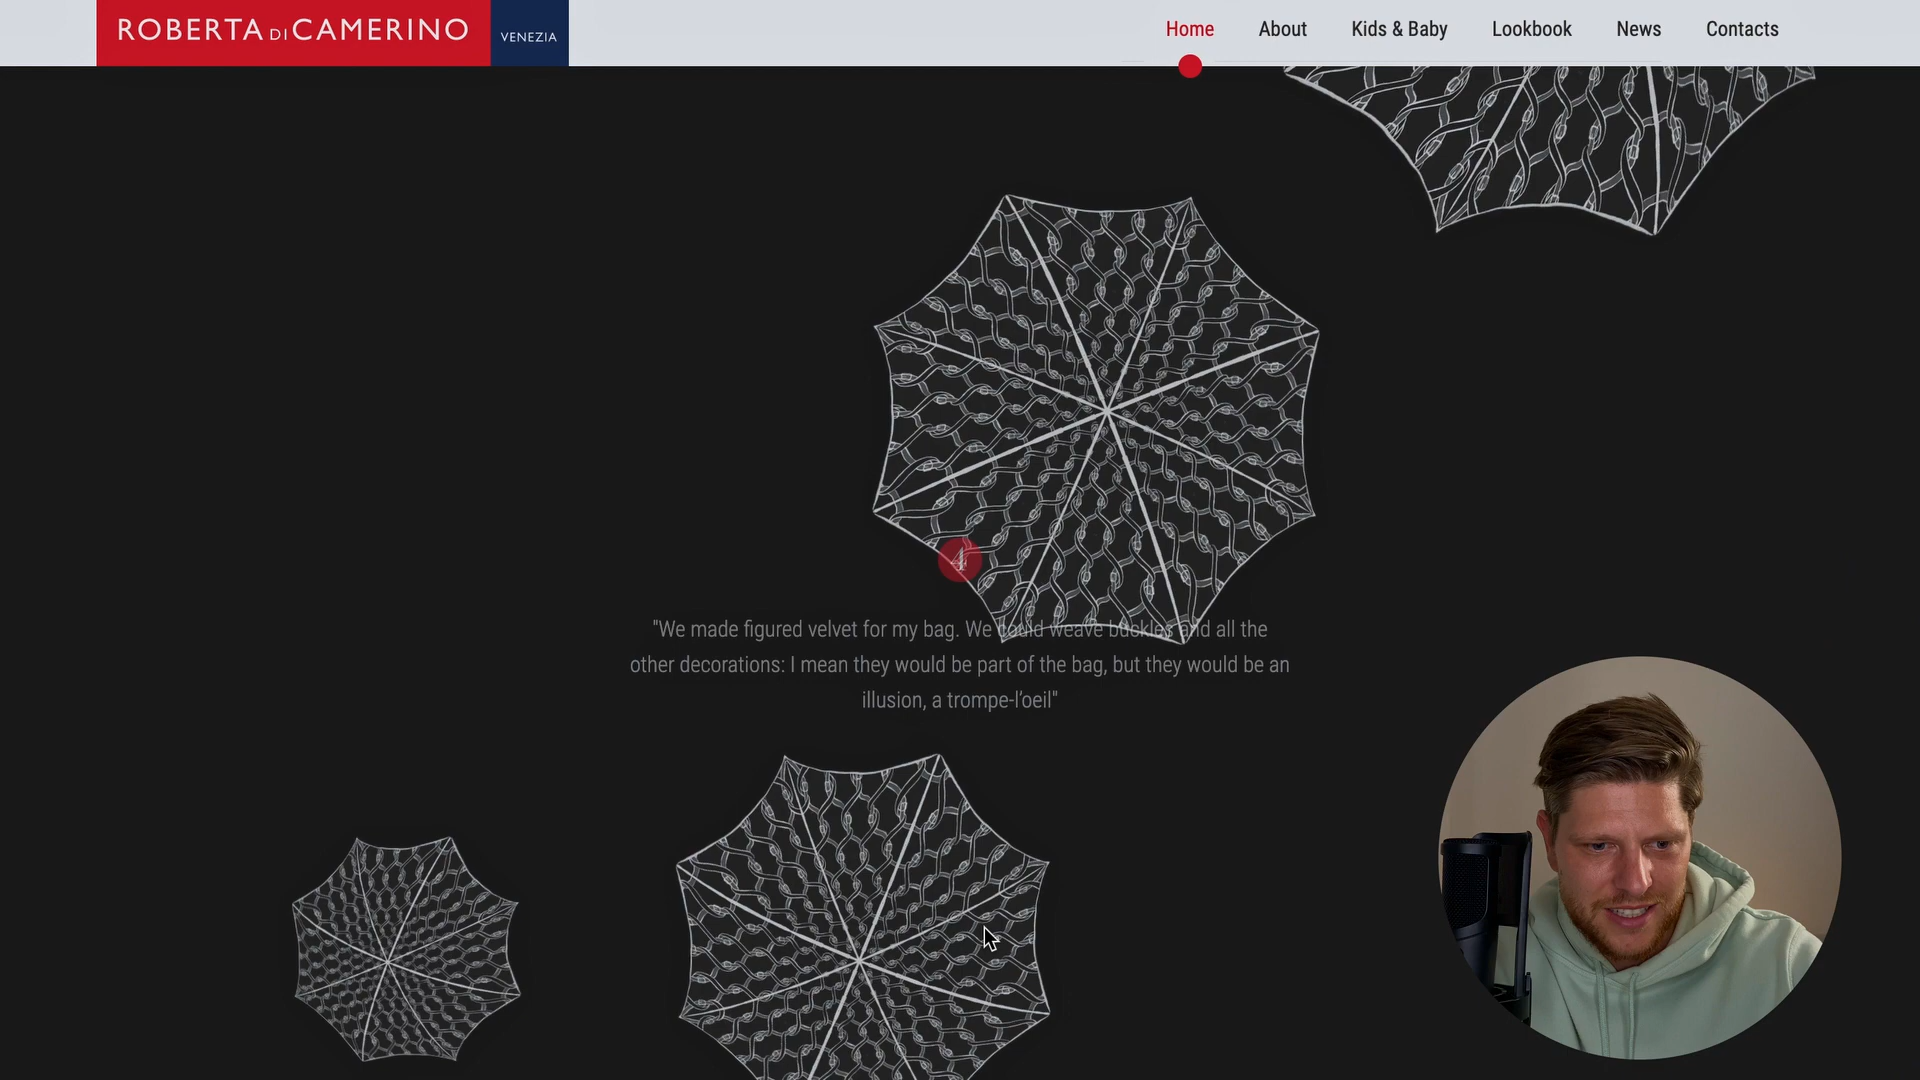 ROBERTA DI CAMERINO VENEZIA
Home About Kids & Baby Lookbook News Contacts
4
"We made figured velvet for my bag. We could weave buckles and all the
other decorations: I mean they would be part of the bag, but they would be an
illusion, a trompe-l’oeil"